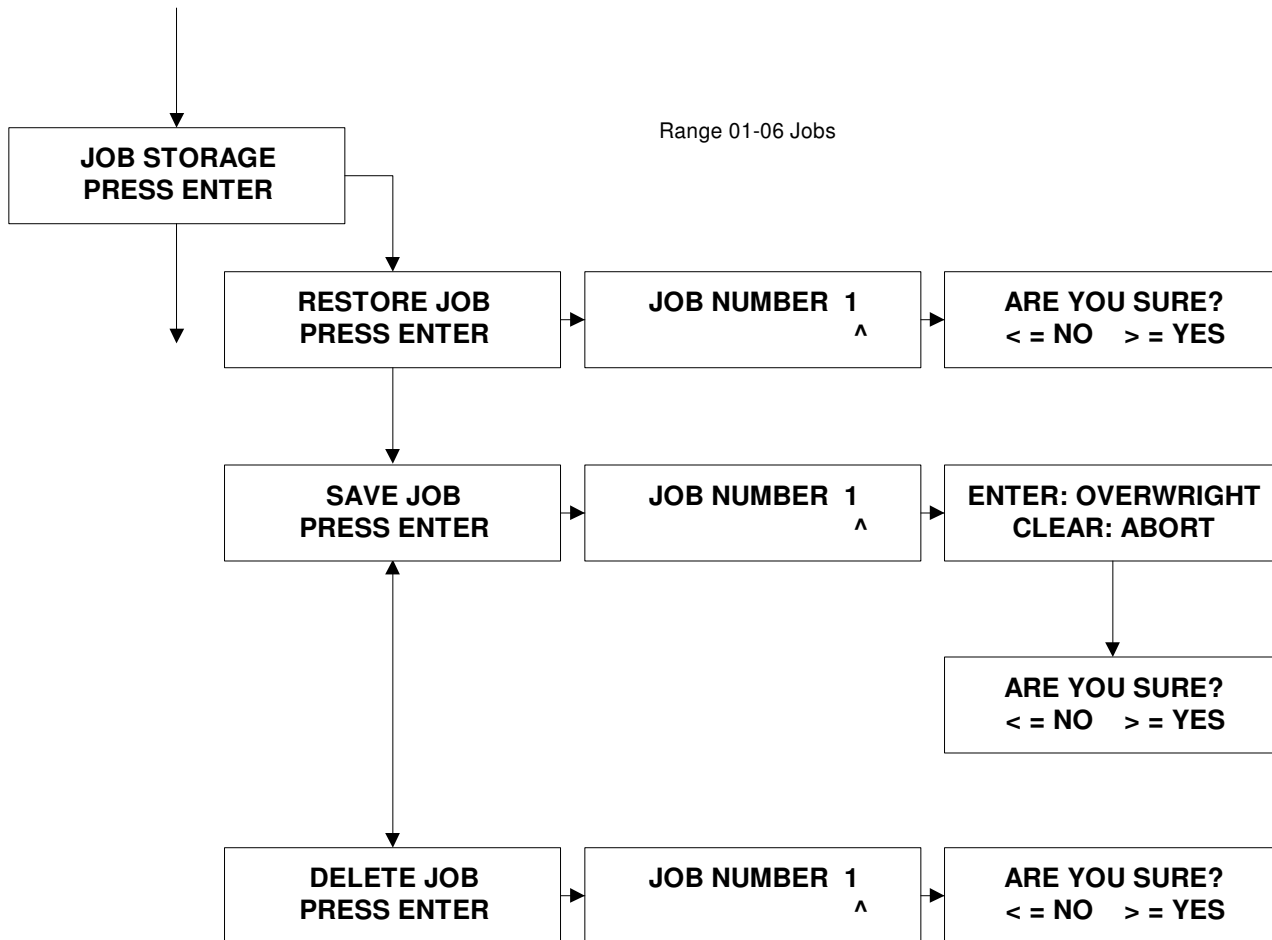 Range 01-06 Jobs
JOB STORAGE
PRESS ENTER
RESTORE JOB
PRESS ENTER
JOB NUMBER 1
^
ARE YOU SURE?
< = NO > = YES
SAVE JOB
PRESS ENTER
JOB NUMBER 1
^
ENTER: OVERWRIGHT
CLEAR: ABORT
ARE YOU SURE?
< = NO > = YES
DELETE JOB
PRESS ENTER
JOB NUMBER 1
^
ARE YOU SURE?
< = NO > = YES